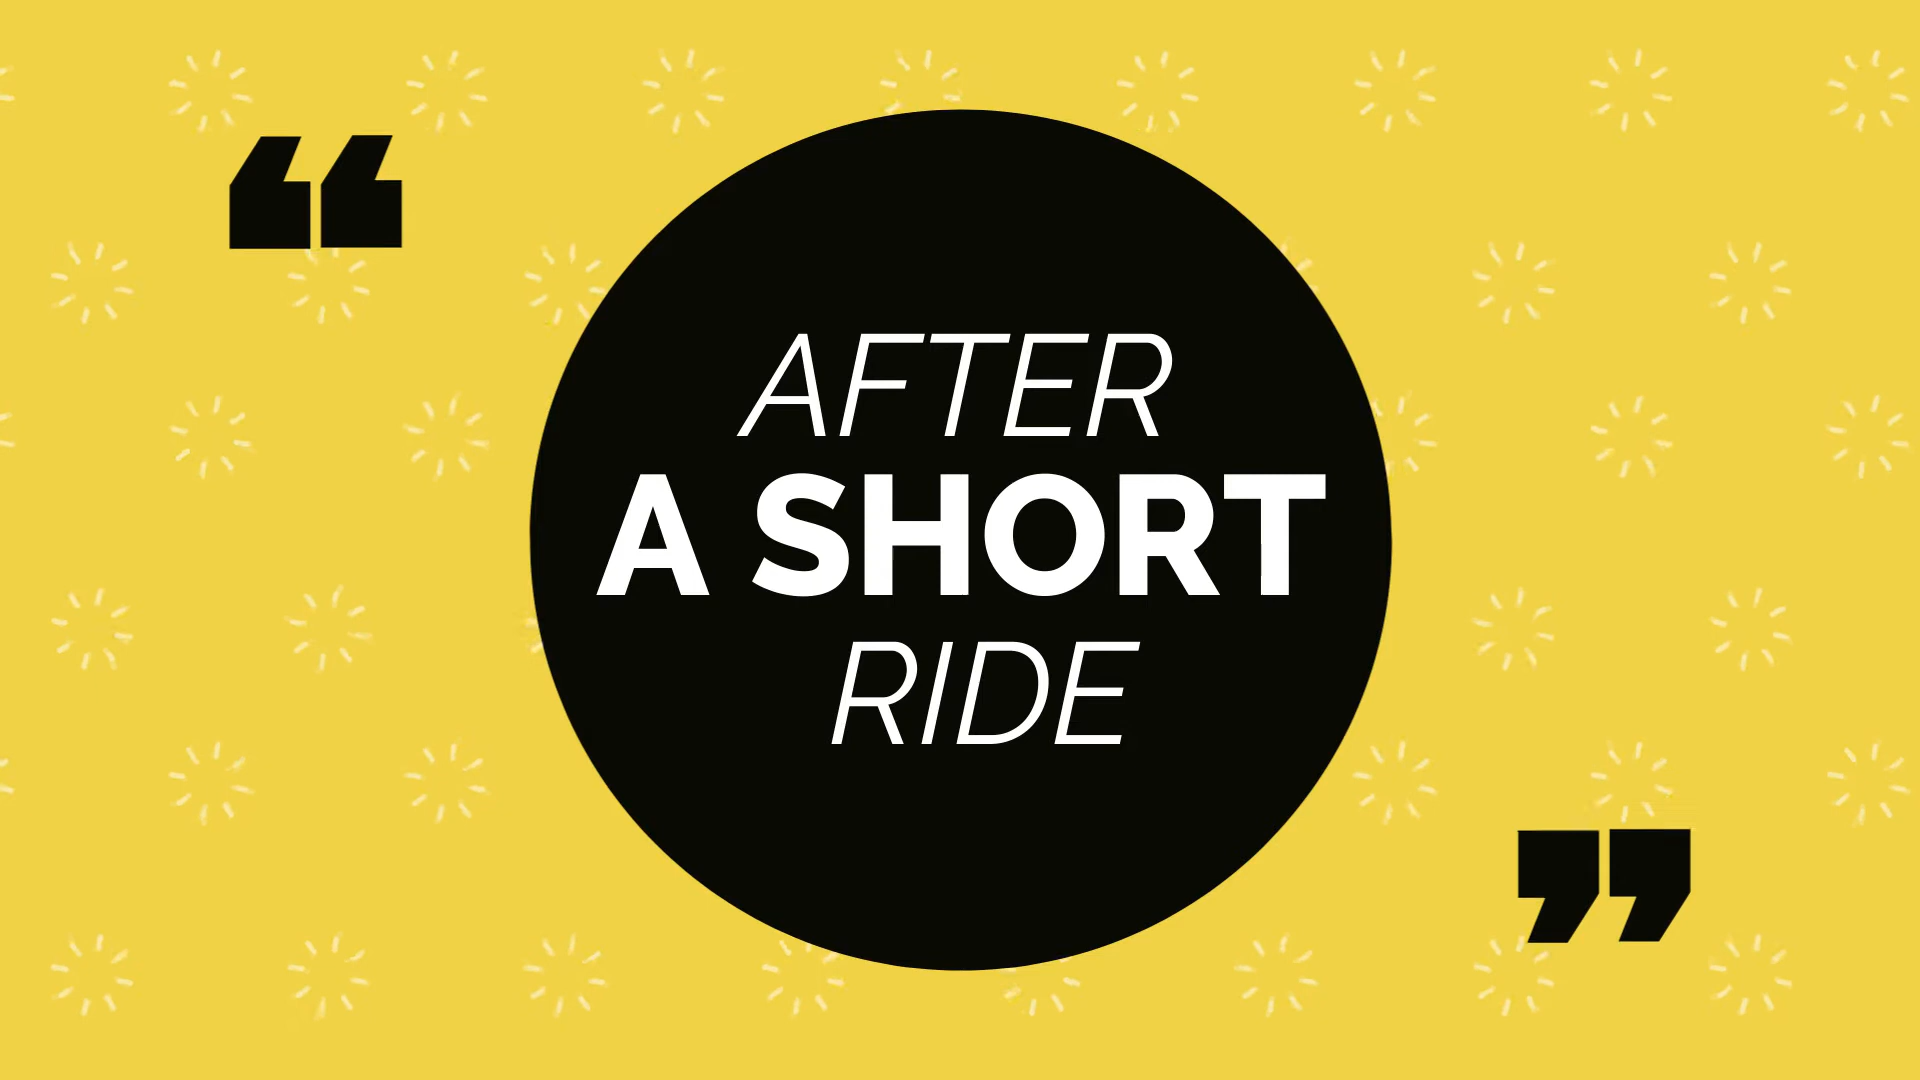 “
AFTER
A SHORT
RIDE
”